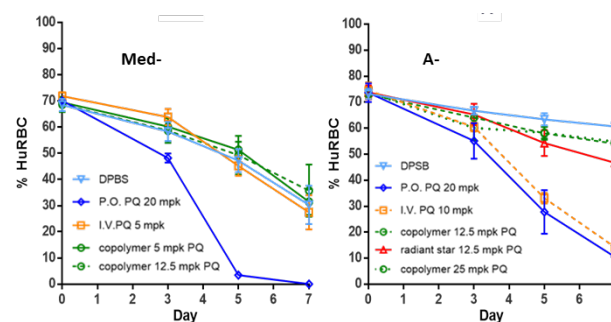 Med-
A-
100
90
80
70
60
50
40
30
20
10
0
% HuRBC
DPBS
P.O. PQ 20 mpk
I.V.PQ 5 mpk
copolymer 5 mpk PQ
copolymer 12.5 mpk PQ
0 1 2 3 4 5 6 7
Day
100
90
80
70
60
50
40
30
20
10
0
% HuRBC
DPSB
P.O. PQ 20 mpk
I.V. PQ 10 mpk
copolymer 12.5 mpk PQ
radiant star 12.5 mpk PQ
copolymer 25 mpk PQ
0 1 2 3 4 5 6
Day